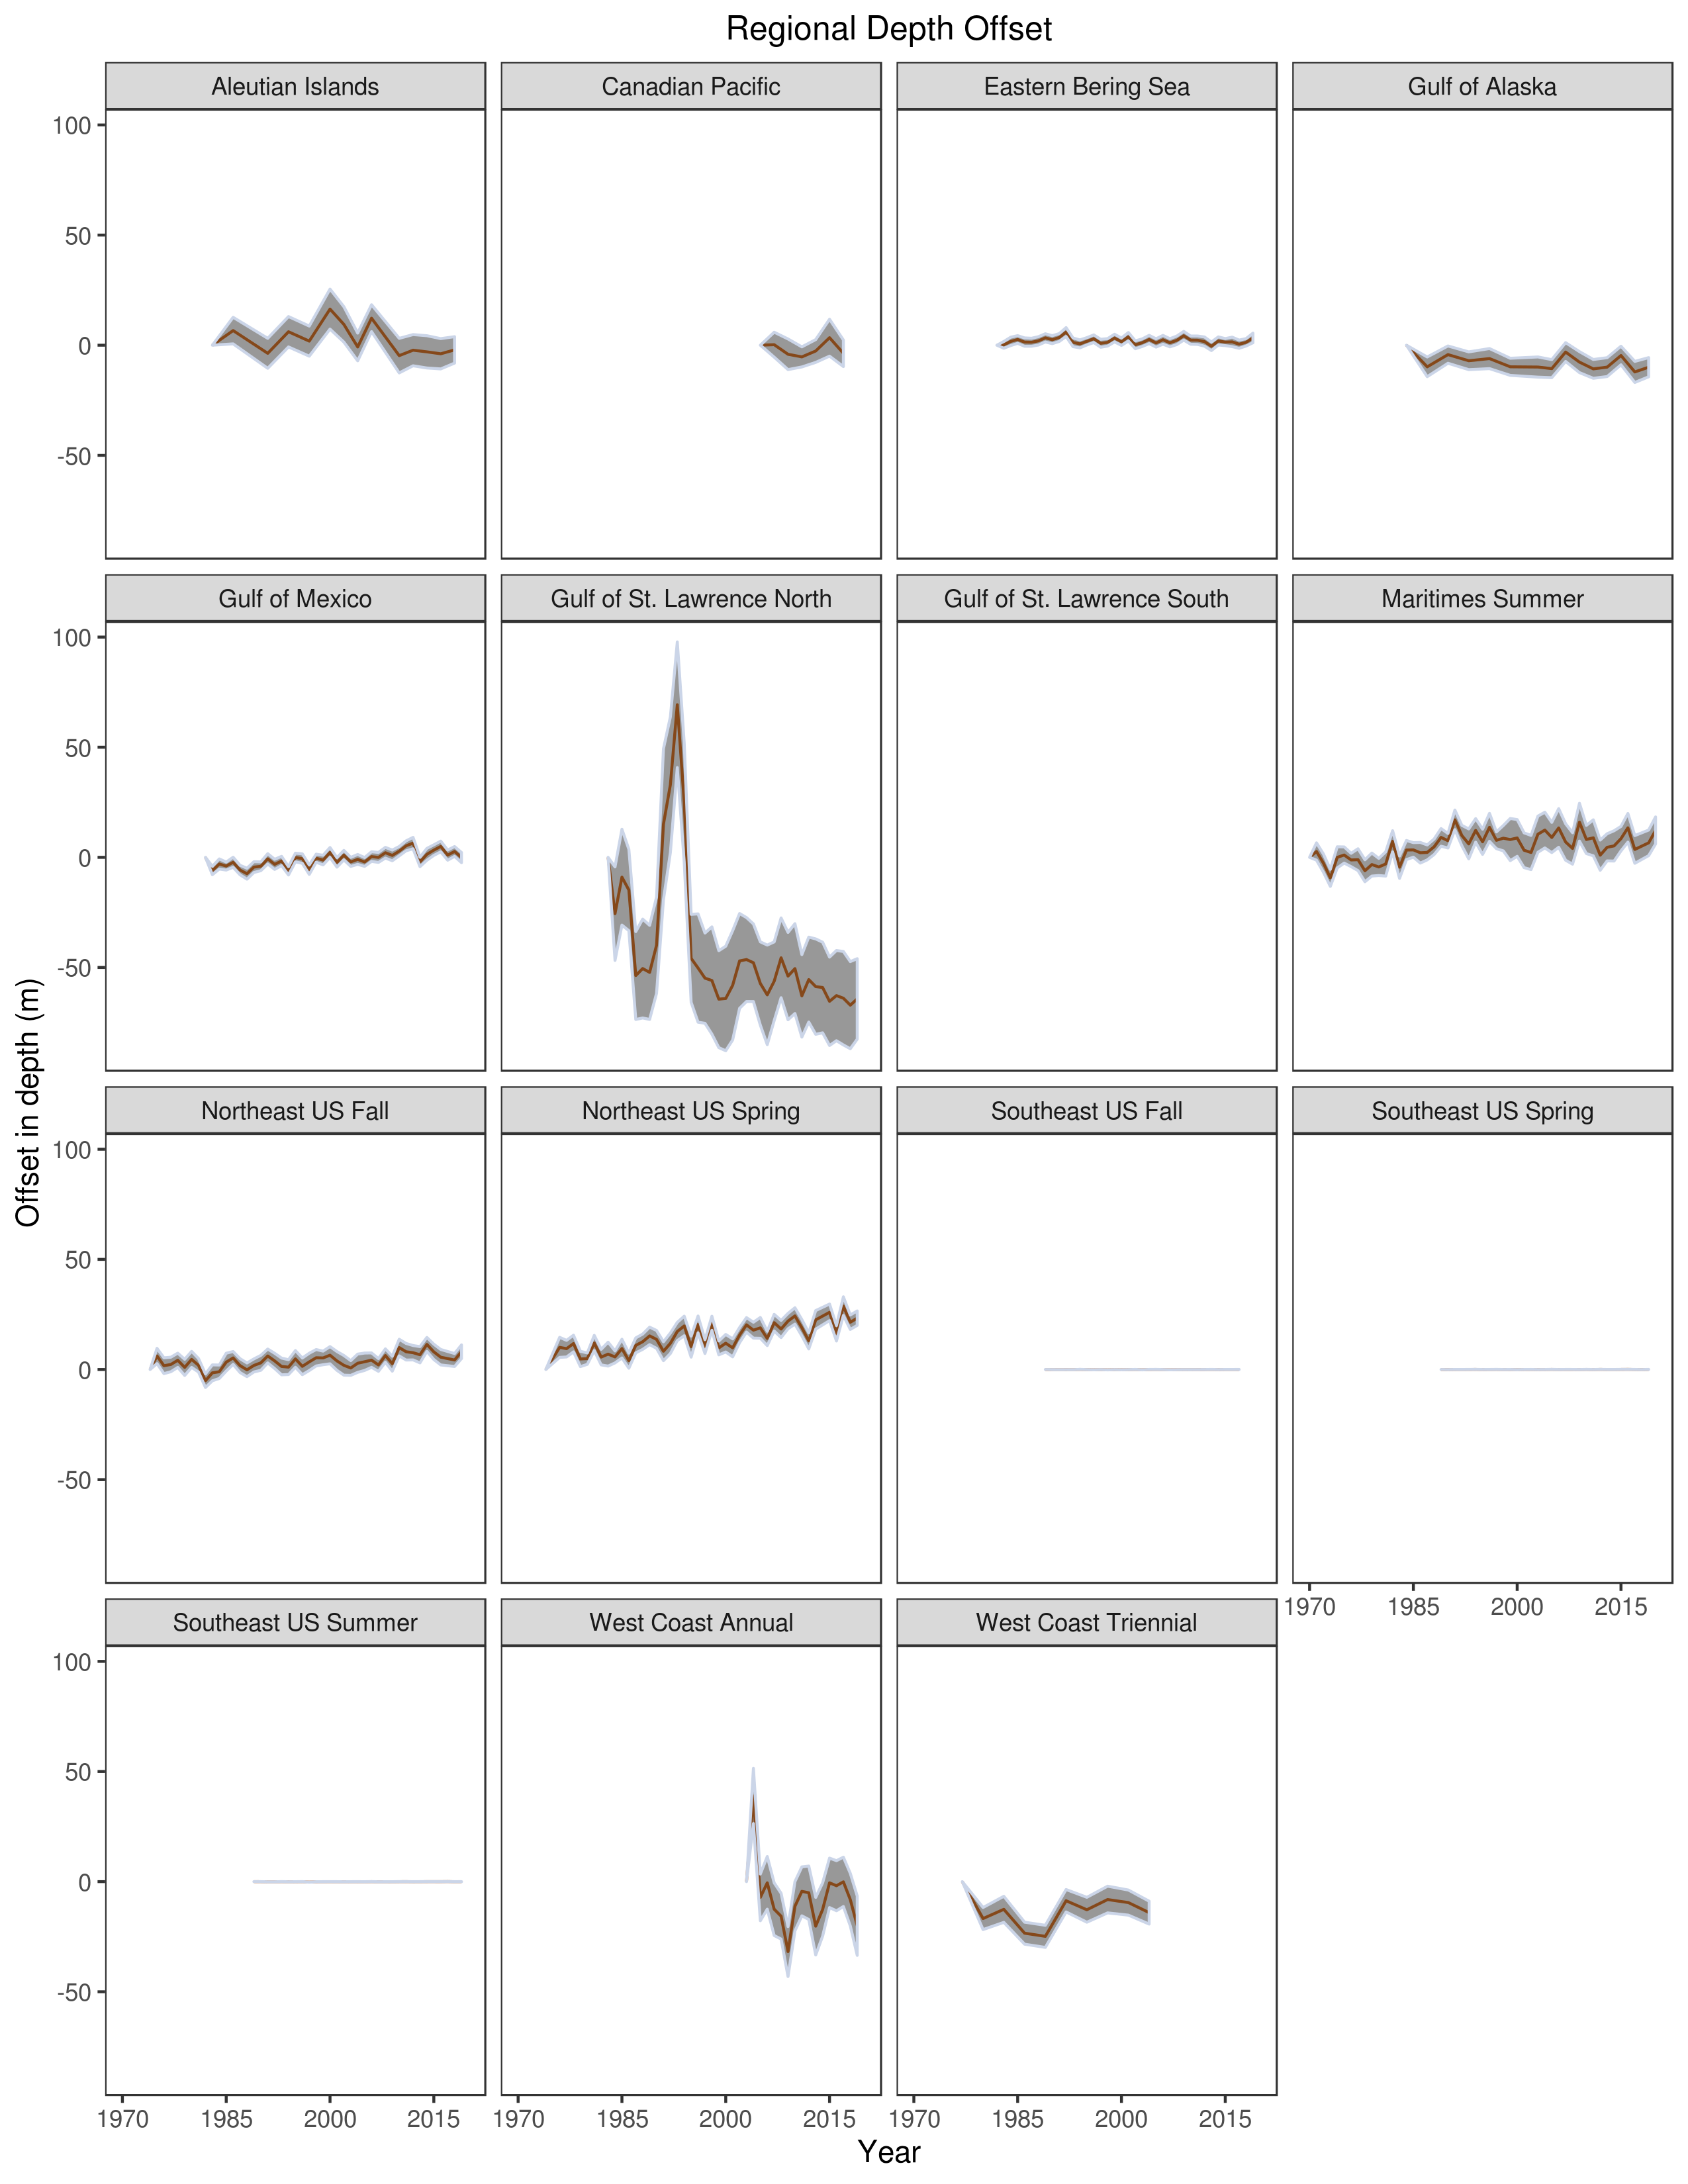 Regional Depth Offset
Aleutian Islands
Canadian Pacific
Eastern Bering Sea
Gulf of Alaska
100
50
0
-50
Gulf of Mexico
Gulf of St. Lawrence North
Gulf of St. Lawrence South
Maritimes Summer
100
50
0
-50
Offset in depth (m)
Northeast US Fall
Northeast US Spring
Southeast US Fall
Southeast US Spring
100
50
0
-50
1970 1985 2000 2015
Southeast US Summer
West Coast Annual
West Coast Triennial
100
50
0
-50
1970 1985 2000 2015
1970 1985 2000 2015
1970 1985 2000 2015
Year